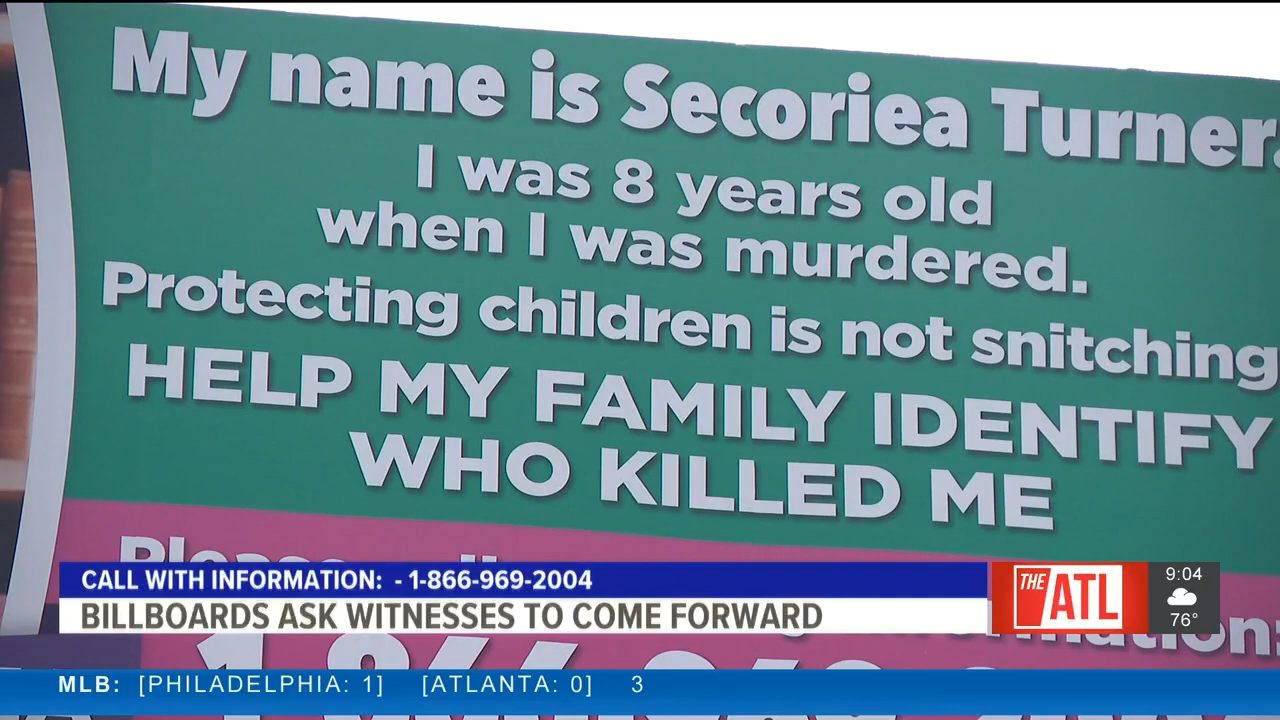 My name is Secoriea Turner.
I was 8 years old
when I was murdered.
Protecting children is not snitching
HELP MY FAMILY IDENTIFY
WHO KILLED ME
Please
CALL WITH INFORMATION: - 1-866-969-2004
BILLBOARDS ASK WITNESSES TO COME FORWARD
THE ATL
9:04
76°
MLB: [PHILADELPHIA: 1] [ATLANTA: 0] 3